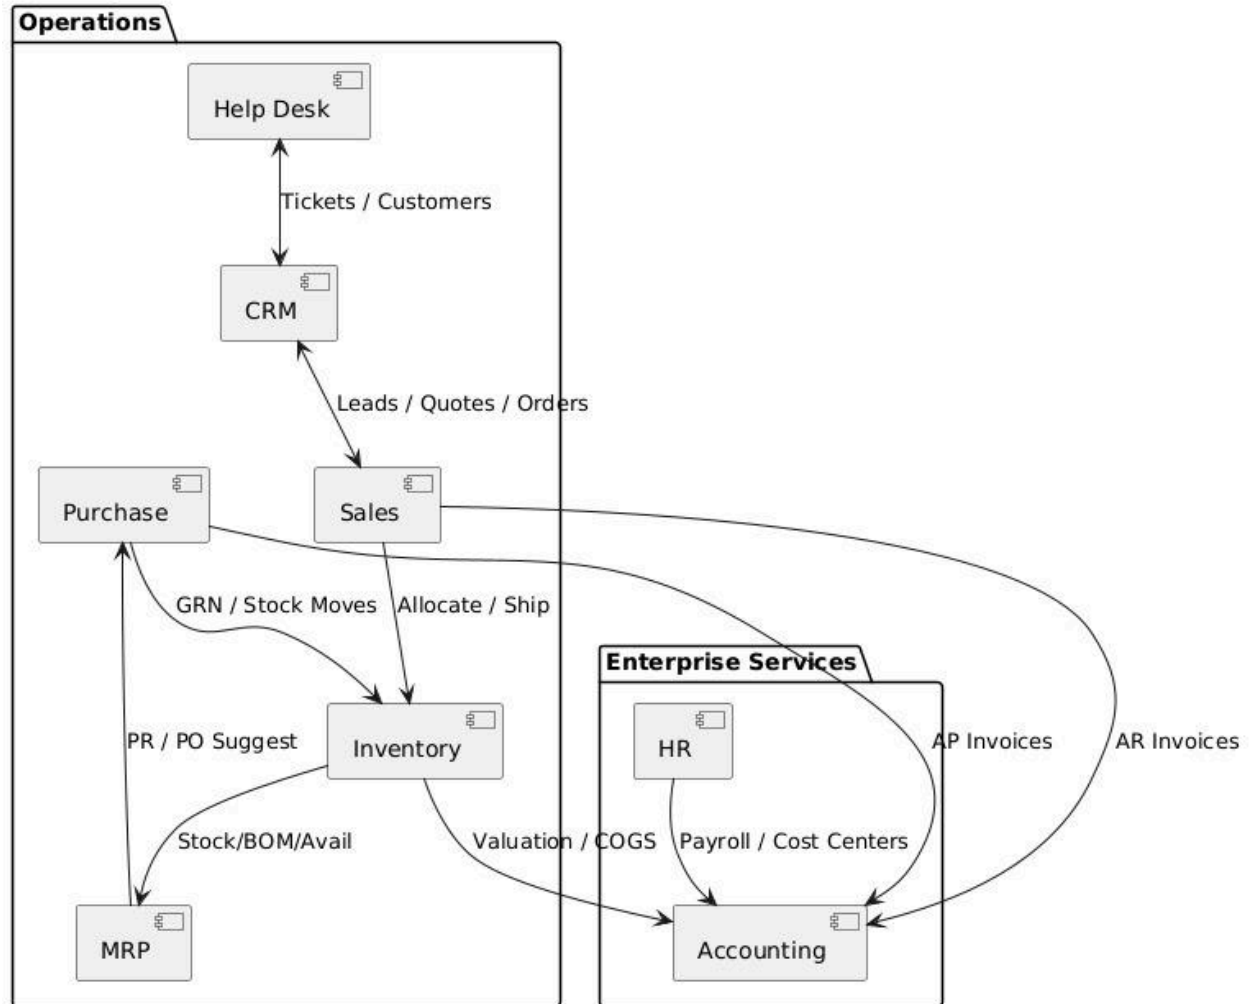 Operations
Help Desk
Tickets / Customers
CRM
Leads / Quotes / Orders
Purchase
Sales
GRN / Stock Moves
Allocate / Ship
Enterprise Services
PR / PO Suggest
Inventory
HR
AP Invoices
AR Invoices
Stock/BOM/Avail
Valuation / COGS
Payroll / Cost Centers
MRP
Accounting